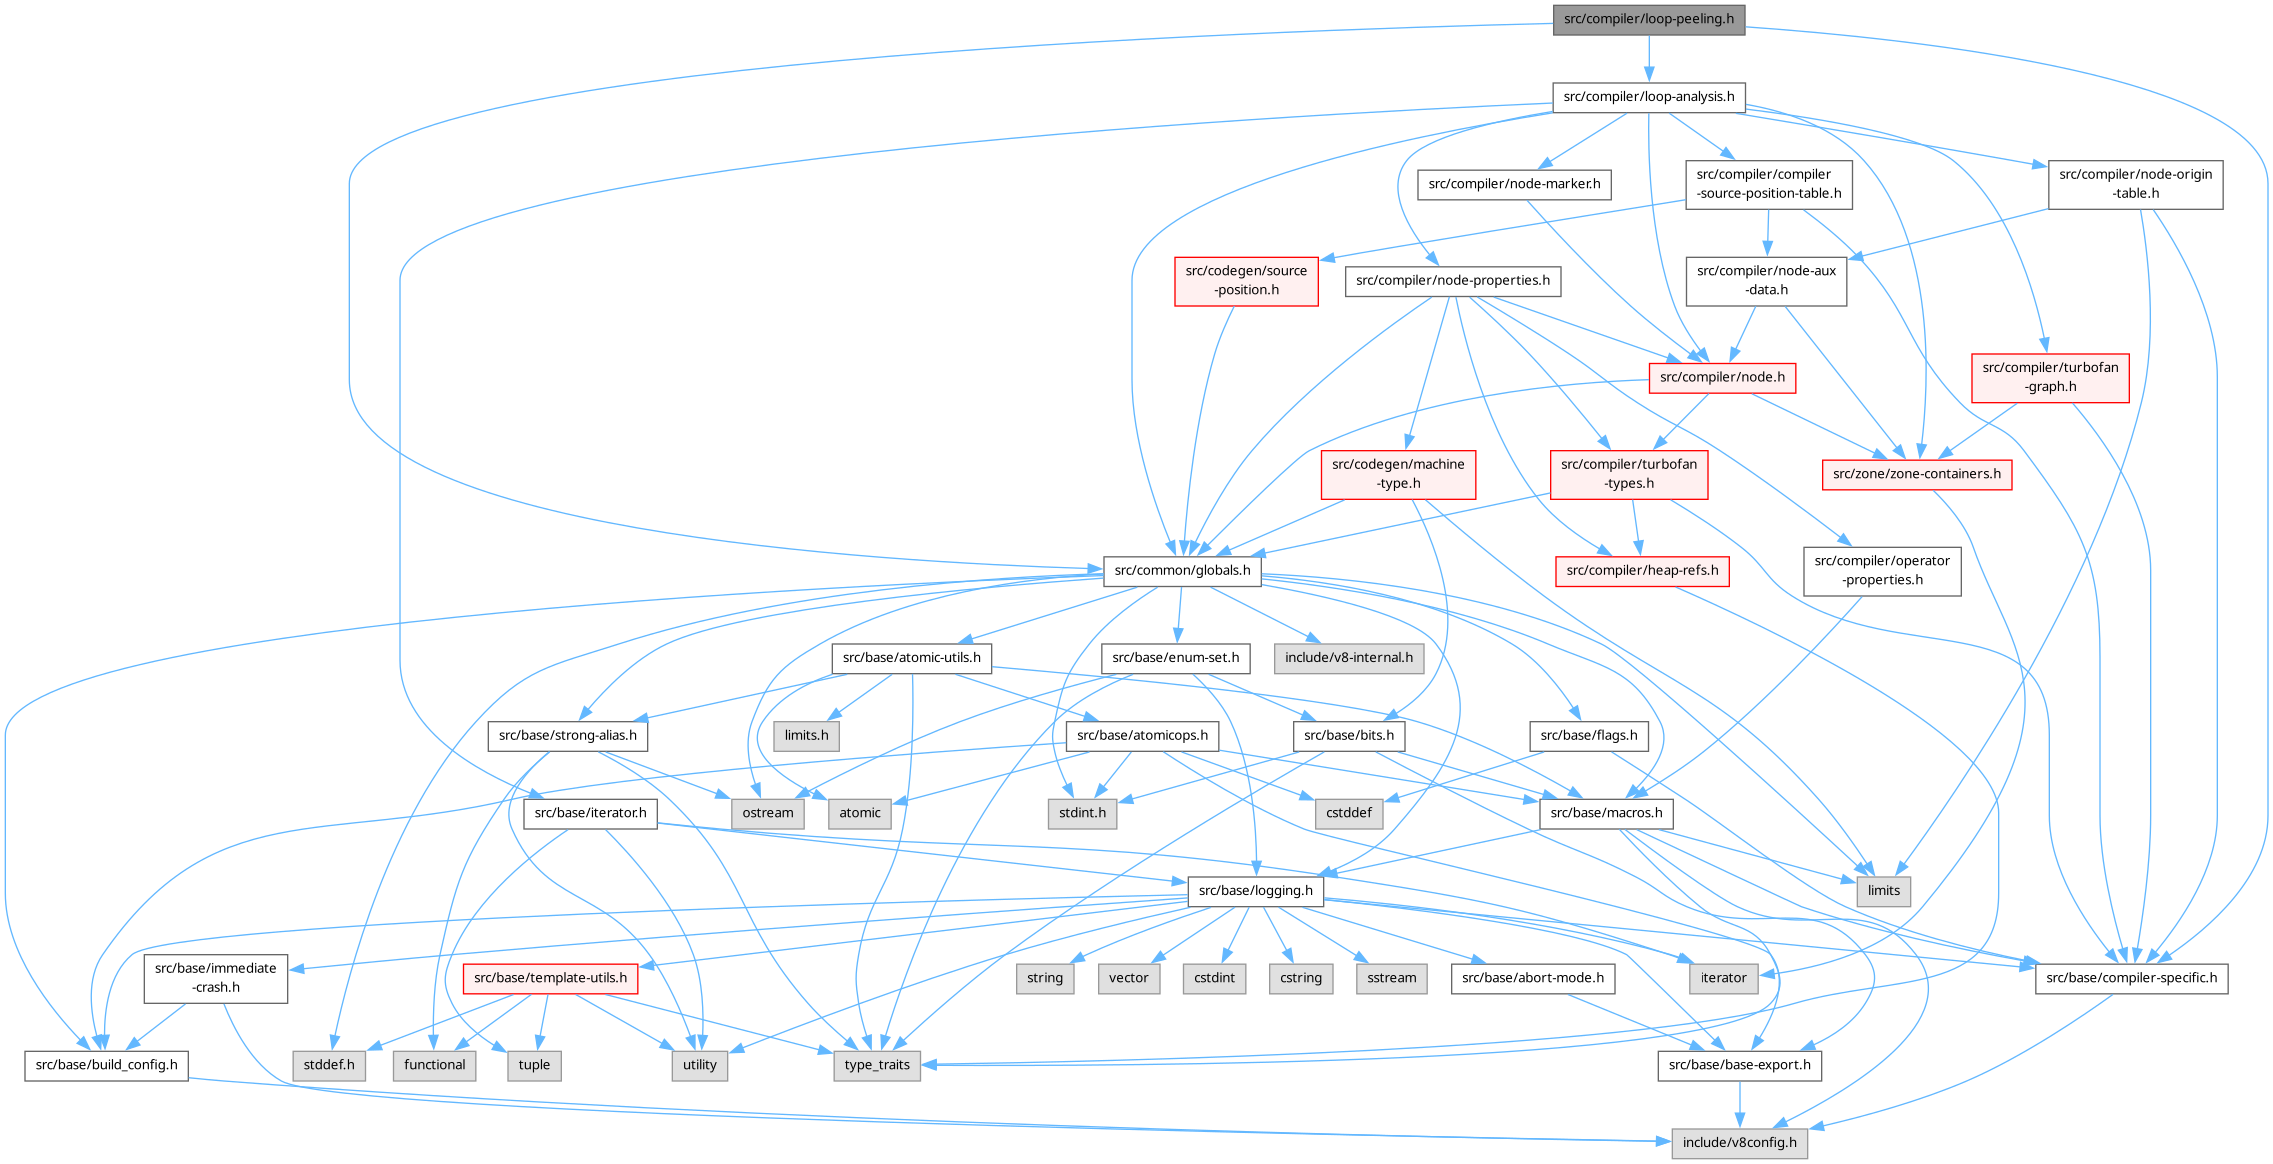 src/compiler/loop-peeling.h
src/compiler/loop-analysis.h
src/compiler/node-marker.h
src/compiler/compiler
-source-position-table.h
src/compiler/node-origin
-table.h
src/codegen/source
-position.h
src/compiler/node-properties.h
src/compiler/node-aux
-data.h
src/compiler/node.h
src/compiler/turbofan
-graph.h
src/codegen/machine
-type.h
src/compiler/turbofan
-types.h
src/zone/zone-containers.h
src/common/globals.h
src/compiler/heap-refs.h
src/compiler/operator
-properties.h
src/base/atomic-utils.h
src/base/enum-set.h
include/v8-internal.h
src/base/strong-alias.h
limits.h
src/base/atomicops.h
src/base/bits.h
src/base/flags.h
src/base/iterator.h
ostream
atomic
stdint.h
cstddef
src/base/macros.h
src/base/logging.h
limits
src/base/immediate
-crash.h
src/base/template-utils.h
string
vector
cstdint
cstring
sstream
src/base/abort-mode.h
iterator
src/base/compiler-specific.h
src/base/build_config.h
stddef.h
functional
tuple
utility
type_traits
src/base/base-export.h
include/v8config.h